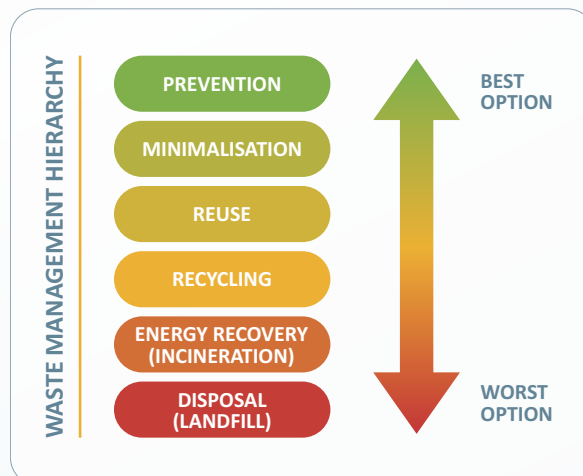 WASTE MANAGEMENT HIERARCHY
PREVENTION
MINIMALISATION
REUSE
RECYCLING
ENERGY RECOVERY
(INCINERATION)
DISPOSAL
(LANDFILL)
BEST
OPTION
WORST
OPTION